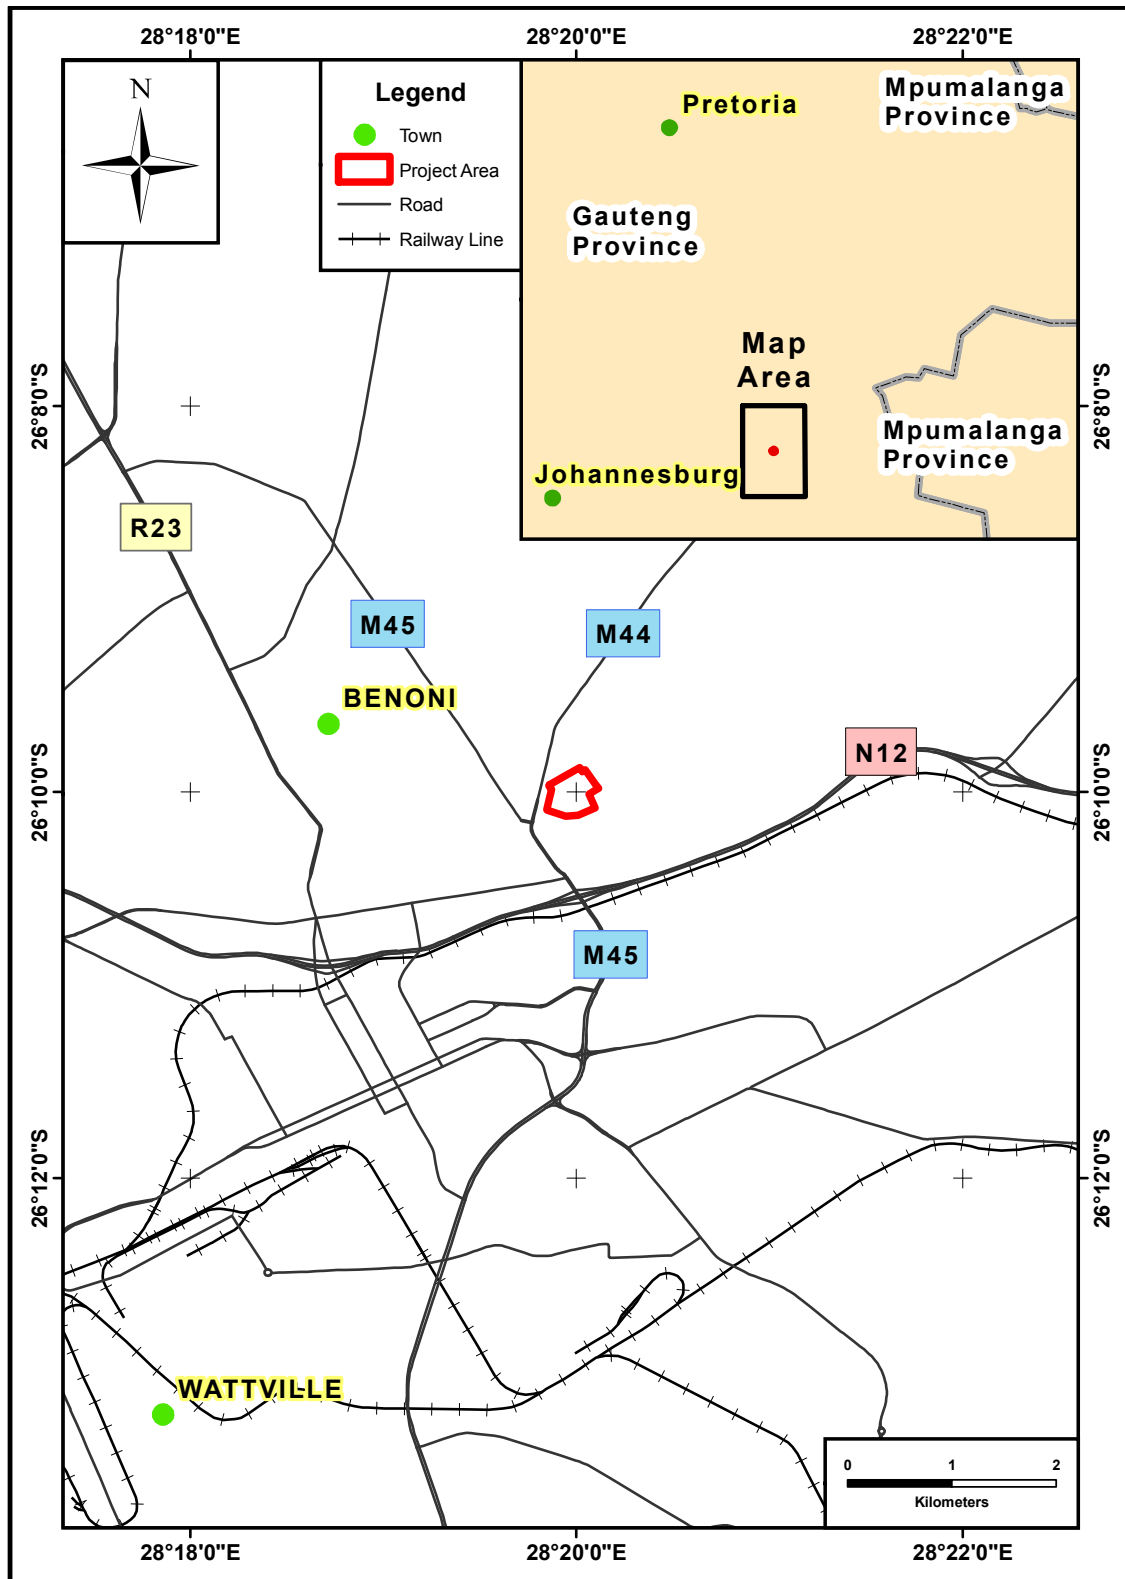 28°18'0"E
28°20'0"E
28°22'0"E
N
Legend
Town
Project Area
Road
Railway Line
Pretoria
Mpumalanga
Province
Gauteng
Province
Map
Area
Mpumalanga
Province
Johannesburg
26°8'0"S
26°8'0"S
R23
M45
M44
BENONI
N12
26°10'0"S
26°10'0"S
M45
26°12'0"S
26°12'0"S
WATTVILLE
0
1
2
Kilometers
28°18'0"E
28°20'0"E
28°22'0"E